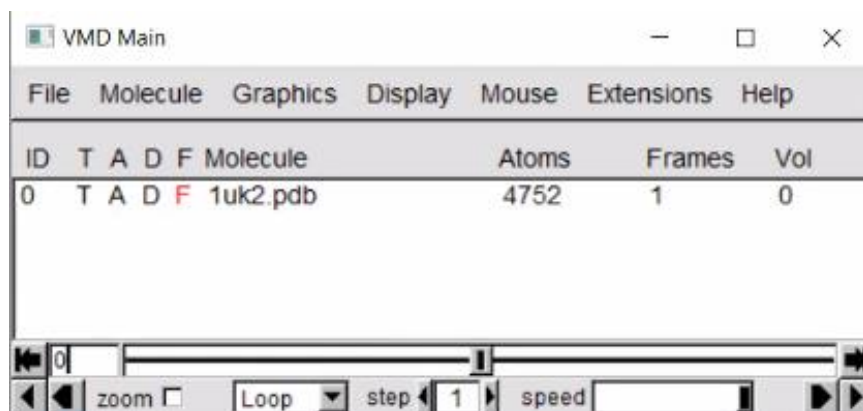 VMD Main
File Molecule Graphics Display Mouse Extensions Help
ID T A D F Molecule Atoms Frames Vol
0 T A D F 1uk2.pdb 4752 1 0
0
zoom Loop step 1 speed